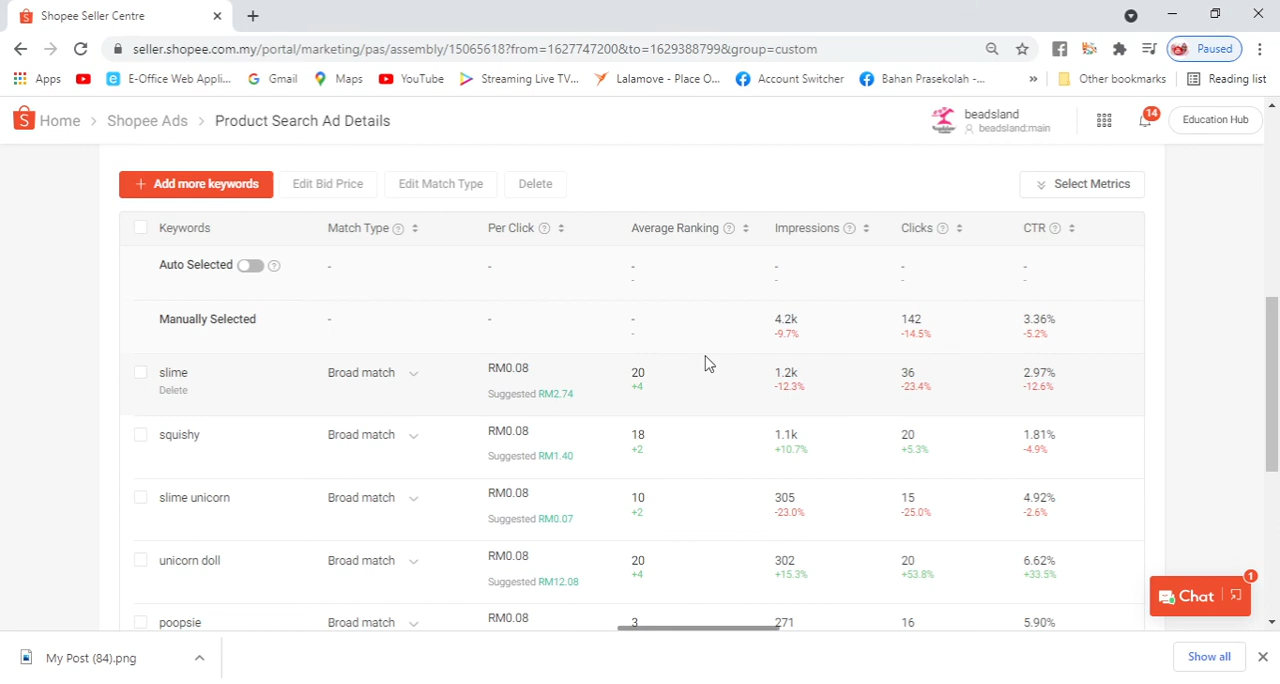 Shopee Seller Centre
seller.shopee.com.my/portal/marketing/pas/assembly/15065618?from=1627747200&to=1629388799&group=custom
Paused
Apps
E-Office Web Appli...
Gmail
Maps
YouTube
Streaming Live TV...
Lalamove - Place O...
Account Switcher
Bahan Prasekolah -...
»
Other bookmarks
Reading list
Home > Shopee Ads > Product Search Ad Details
beadsland
beadsland:main
14
Education Hub
+ Add more keywords
Edit Bid Price
Edit Match Type
Delete
Select Metrics
Keywords Match Type Per Click Average Ranking Impressions Clicks CTR
Auto Selected - - - - - -
- - - -
Manually Selected - - - 4.2k 142 3.36%
- -9.7% -14.5% -5.2%
slime Broad match RM0.08 20 1.2k 36 2.97%
Delete Suggested RM2.74 +4 -12.3% -23.4% -12.6%
squishy Broad match RM0.08 18 1.1k 20 1.81%
Suggested RM1.40 +2 +10.7% +5.3% -4.9%
slime unicorn Broad match RM0.08 10 305 15 4.92%
Suggested RM0.07 +2 -23.0% -25.0% -2.6%
unicorn doll Broad match RM0.08 20 302 20 6.62%
Suggested RM12.08 +4 +15.3% +53.8% +33.5%
poopsie Broad match RM0.08 3 271 16 5.90%
Chat
1
My Post (84).png
Show all